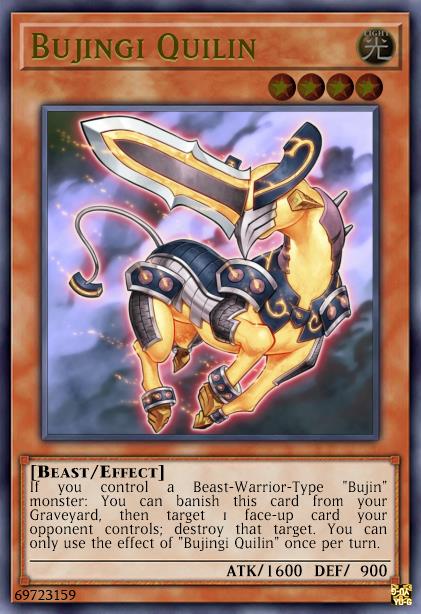 Bujingi Quilin
LIGHT
光
[Beast/Effect]
If you control a Beast-Warrior-Type "Bujin"
monster: You can banish this card from your
Graveyard, then target 1 face-up card your
opponent controls; destroy that target. You can
only use the effect of "Bujingi Quilin" once per turn.
ATK/1600 DEF/ 900
69723159